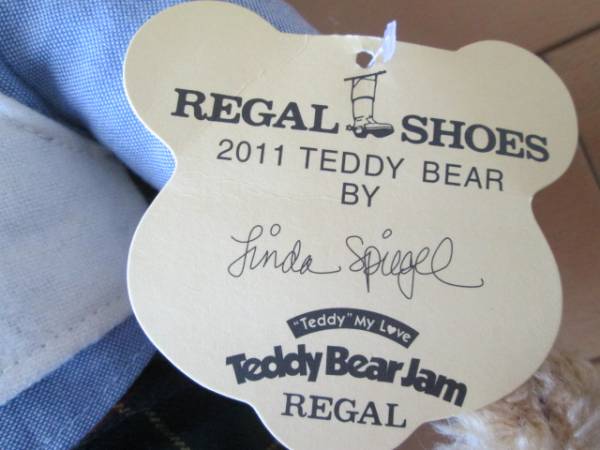 REGAL SHOES
2011 TEDDY BEAR
BY
Linda Spiegel
"Teddy" My Love
Teddy Bear Jam
REGAL